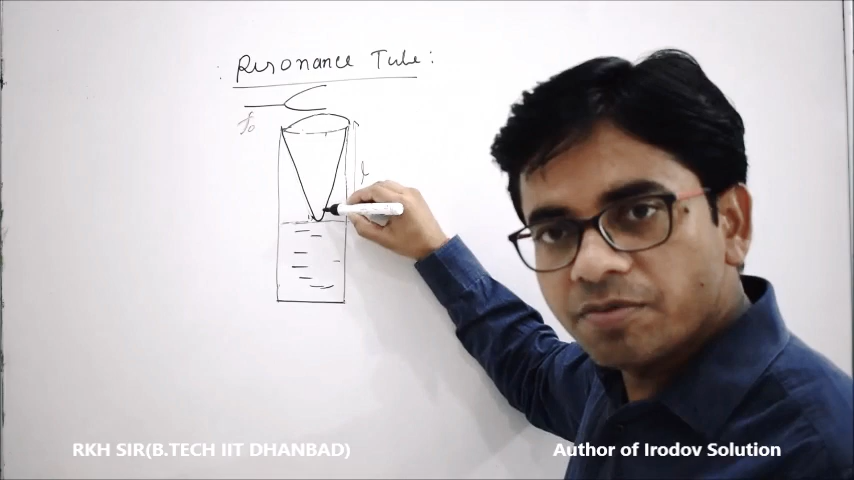 : Resonance Tube :
f₀
l
RKH SIR(B.TECH IIT DHANBAD)
Author of Irodov Solution